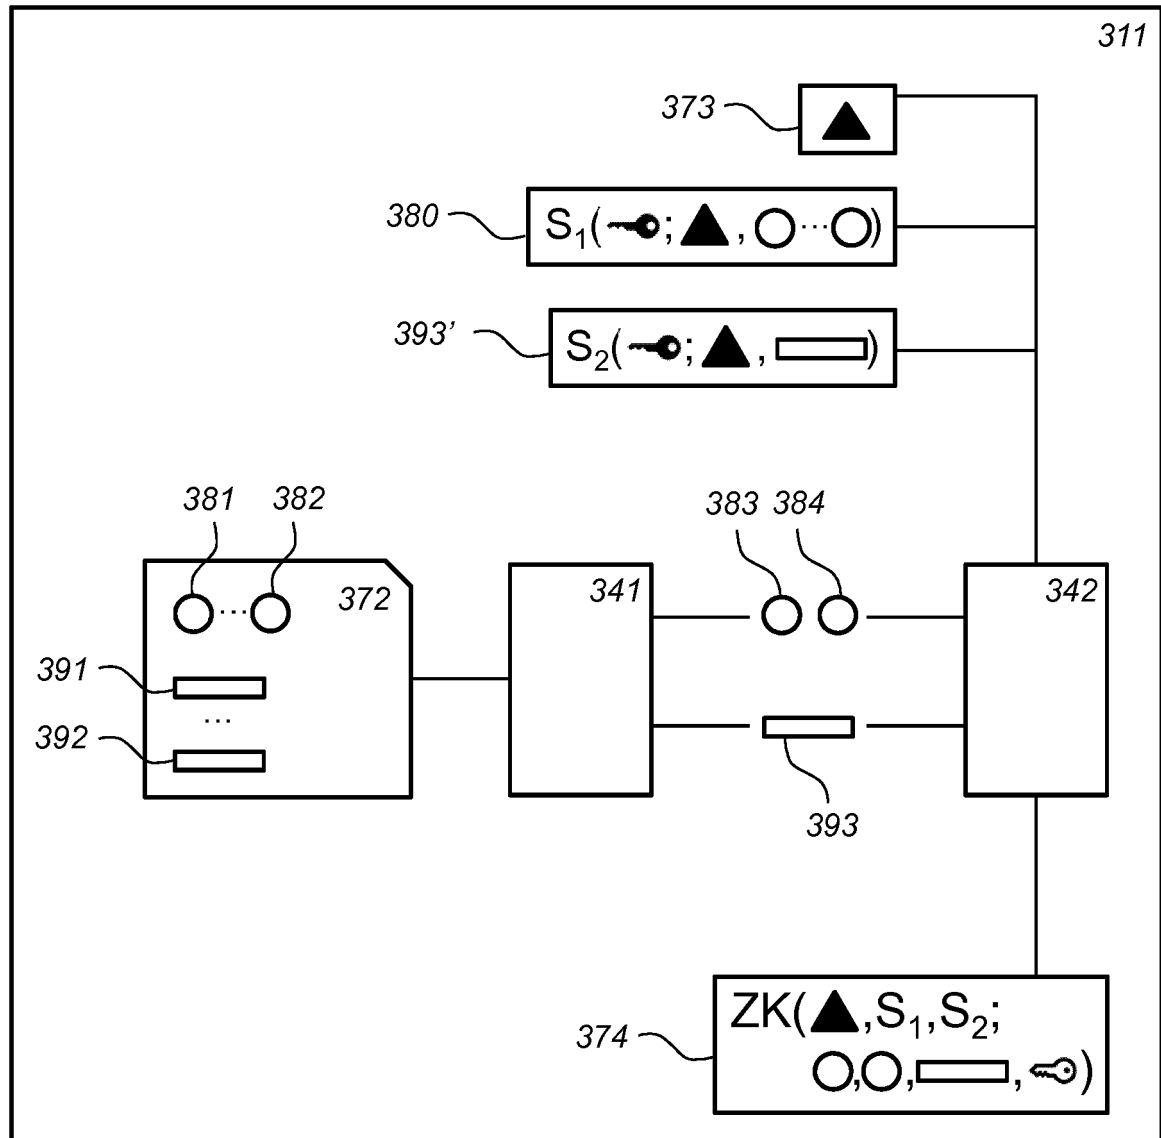 311
373
380
S₁( ; , ··· )
393’
S₂( ; , )
381 382 383 384
··· 372 341 342
391
···
392
393
ZK( ,S₁,S₂;
374
, , , )